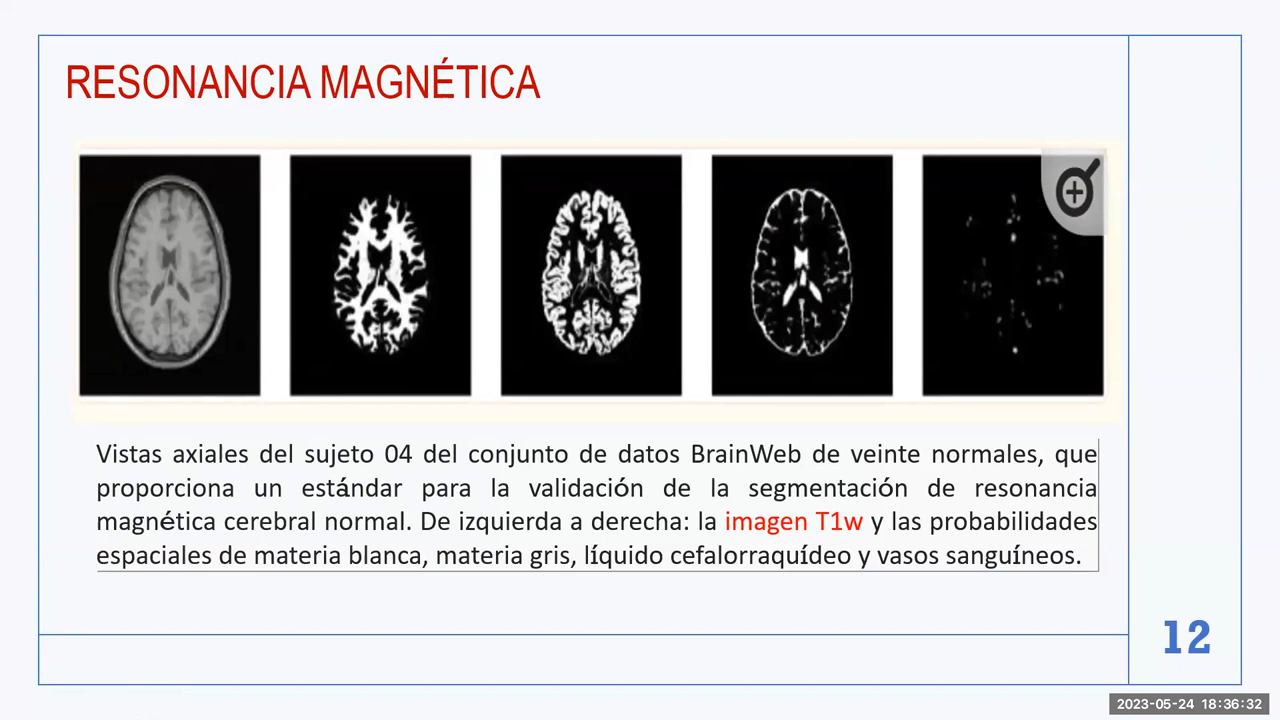 RESONANCIA MAGNÉTICA
Vistas axiales del sujeto 04 del conjunto de datos BrainWeb de veinte normales, que
proporciona un estándar para la validación de la segmentación de resonancia
magnética cerebral normal. De izquierda a derecha: la imagen T1w y las probabilidades
espaciales de materia blanca, materia gris, líquido cefalorraquídeo y vasos sanguíneos.
12
2023-05-24 18:36:32